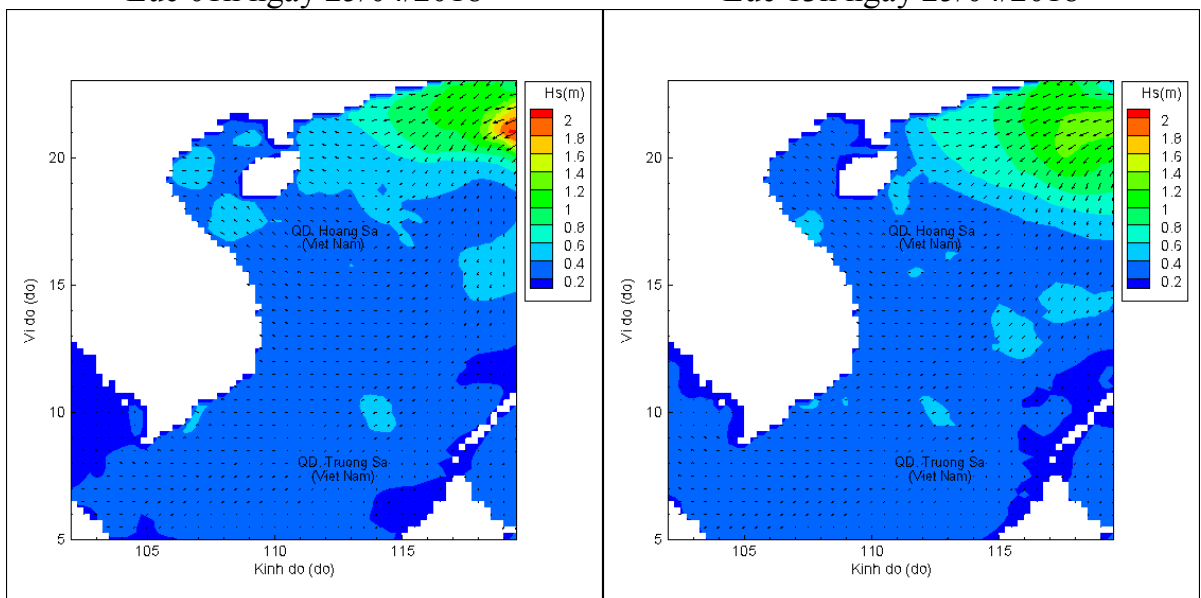 Hs(m)
2
1.8
1.6
1.4
1.2
1
0.8
0.6
0.4
0.2
Vi do (do)
20
15
10
5
QD. Hoang Sa
(Viet Nam)
QD. Truong Sa
(Viet Nam)
105
110
115
Kinh do (do)
Hs(m)
2
1.8
1.6
1.4
1.2
1
0.8
0.6
0.4
0.2
Vi do (do)
20
15
10
5
QD. Hoang Sa
(Viet Nam)
QD. Truong Sa
(Viet Nam)
105
110
115
Kinh do (do)